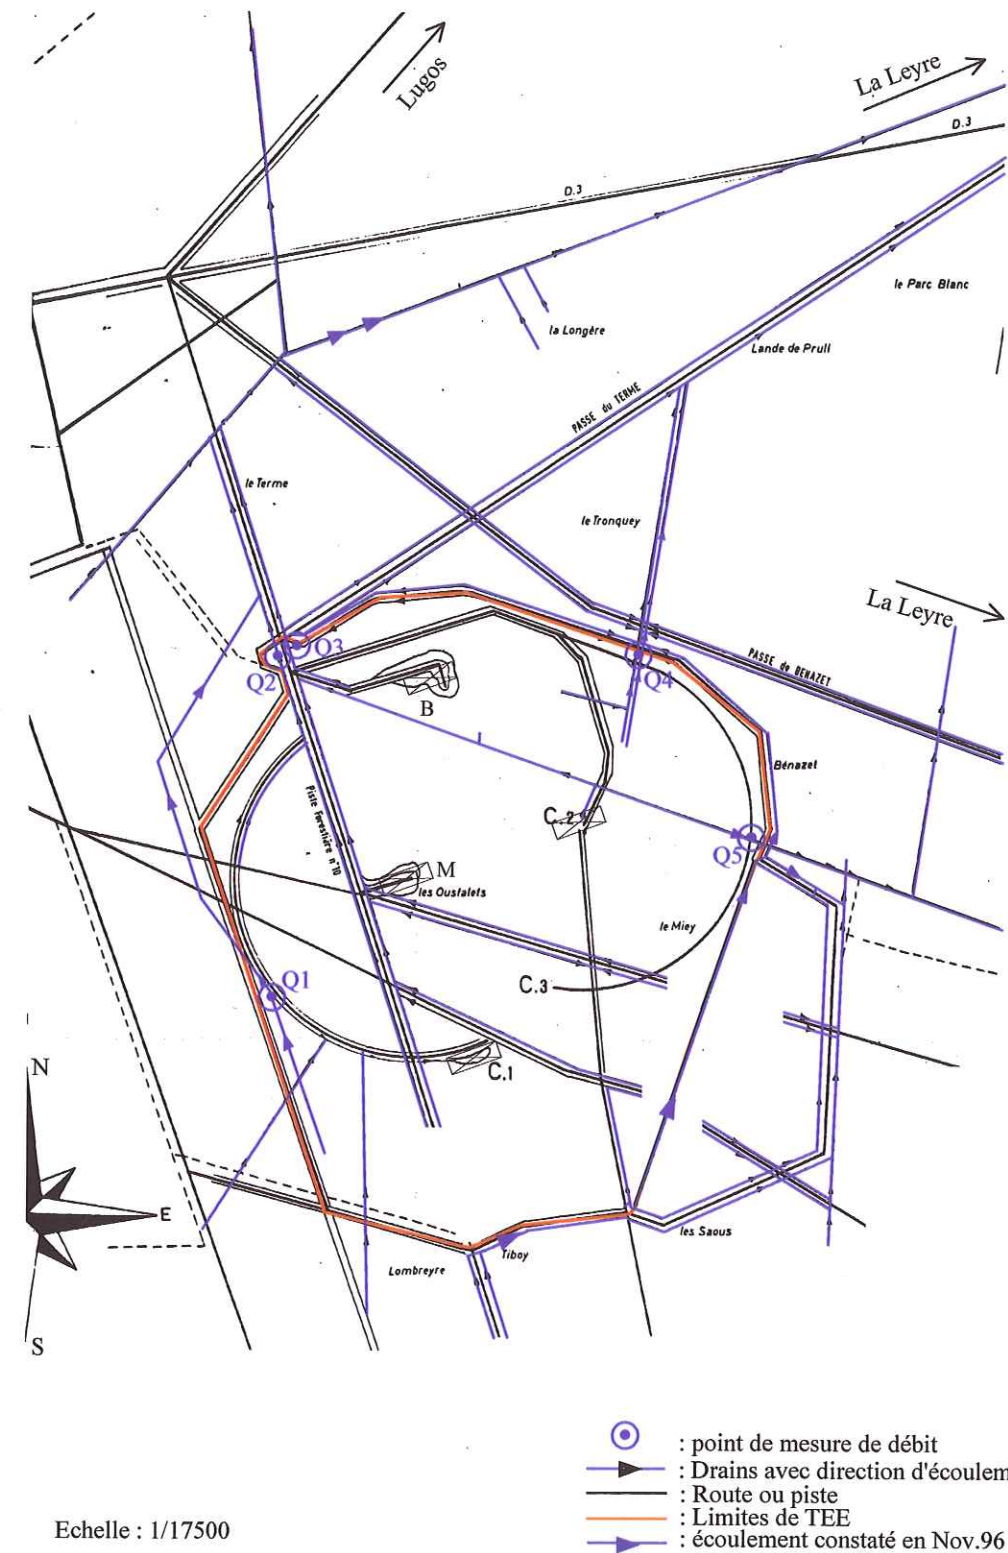 Lugos
La Leyre
D.3
D.3
le Parc Blanc
la Longère
Lande de Prull
PASSE du TERME
le Terme
le Tronquey
La Leyre
Q3
Q2
Q4
PASSE de BENAZET
B
Bénazet
C.2
Q5
Piste Forestière n°10
M
les Oustalets
le Miey
Q1
C.3
C.1
N
E
les Saous
Tiboy
Lombreyre
S
: point de mesure de débit
: Drains avec direction d'écoulem
: Route ou piste
: Limites de TEE
: écoulement constaté en Nov.96
Echelle : 1/17500